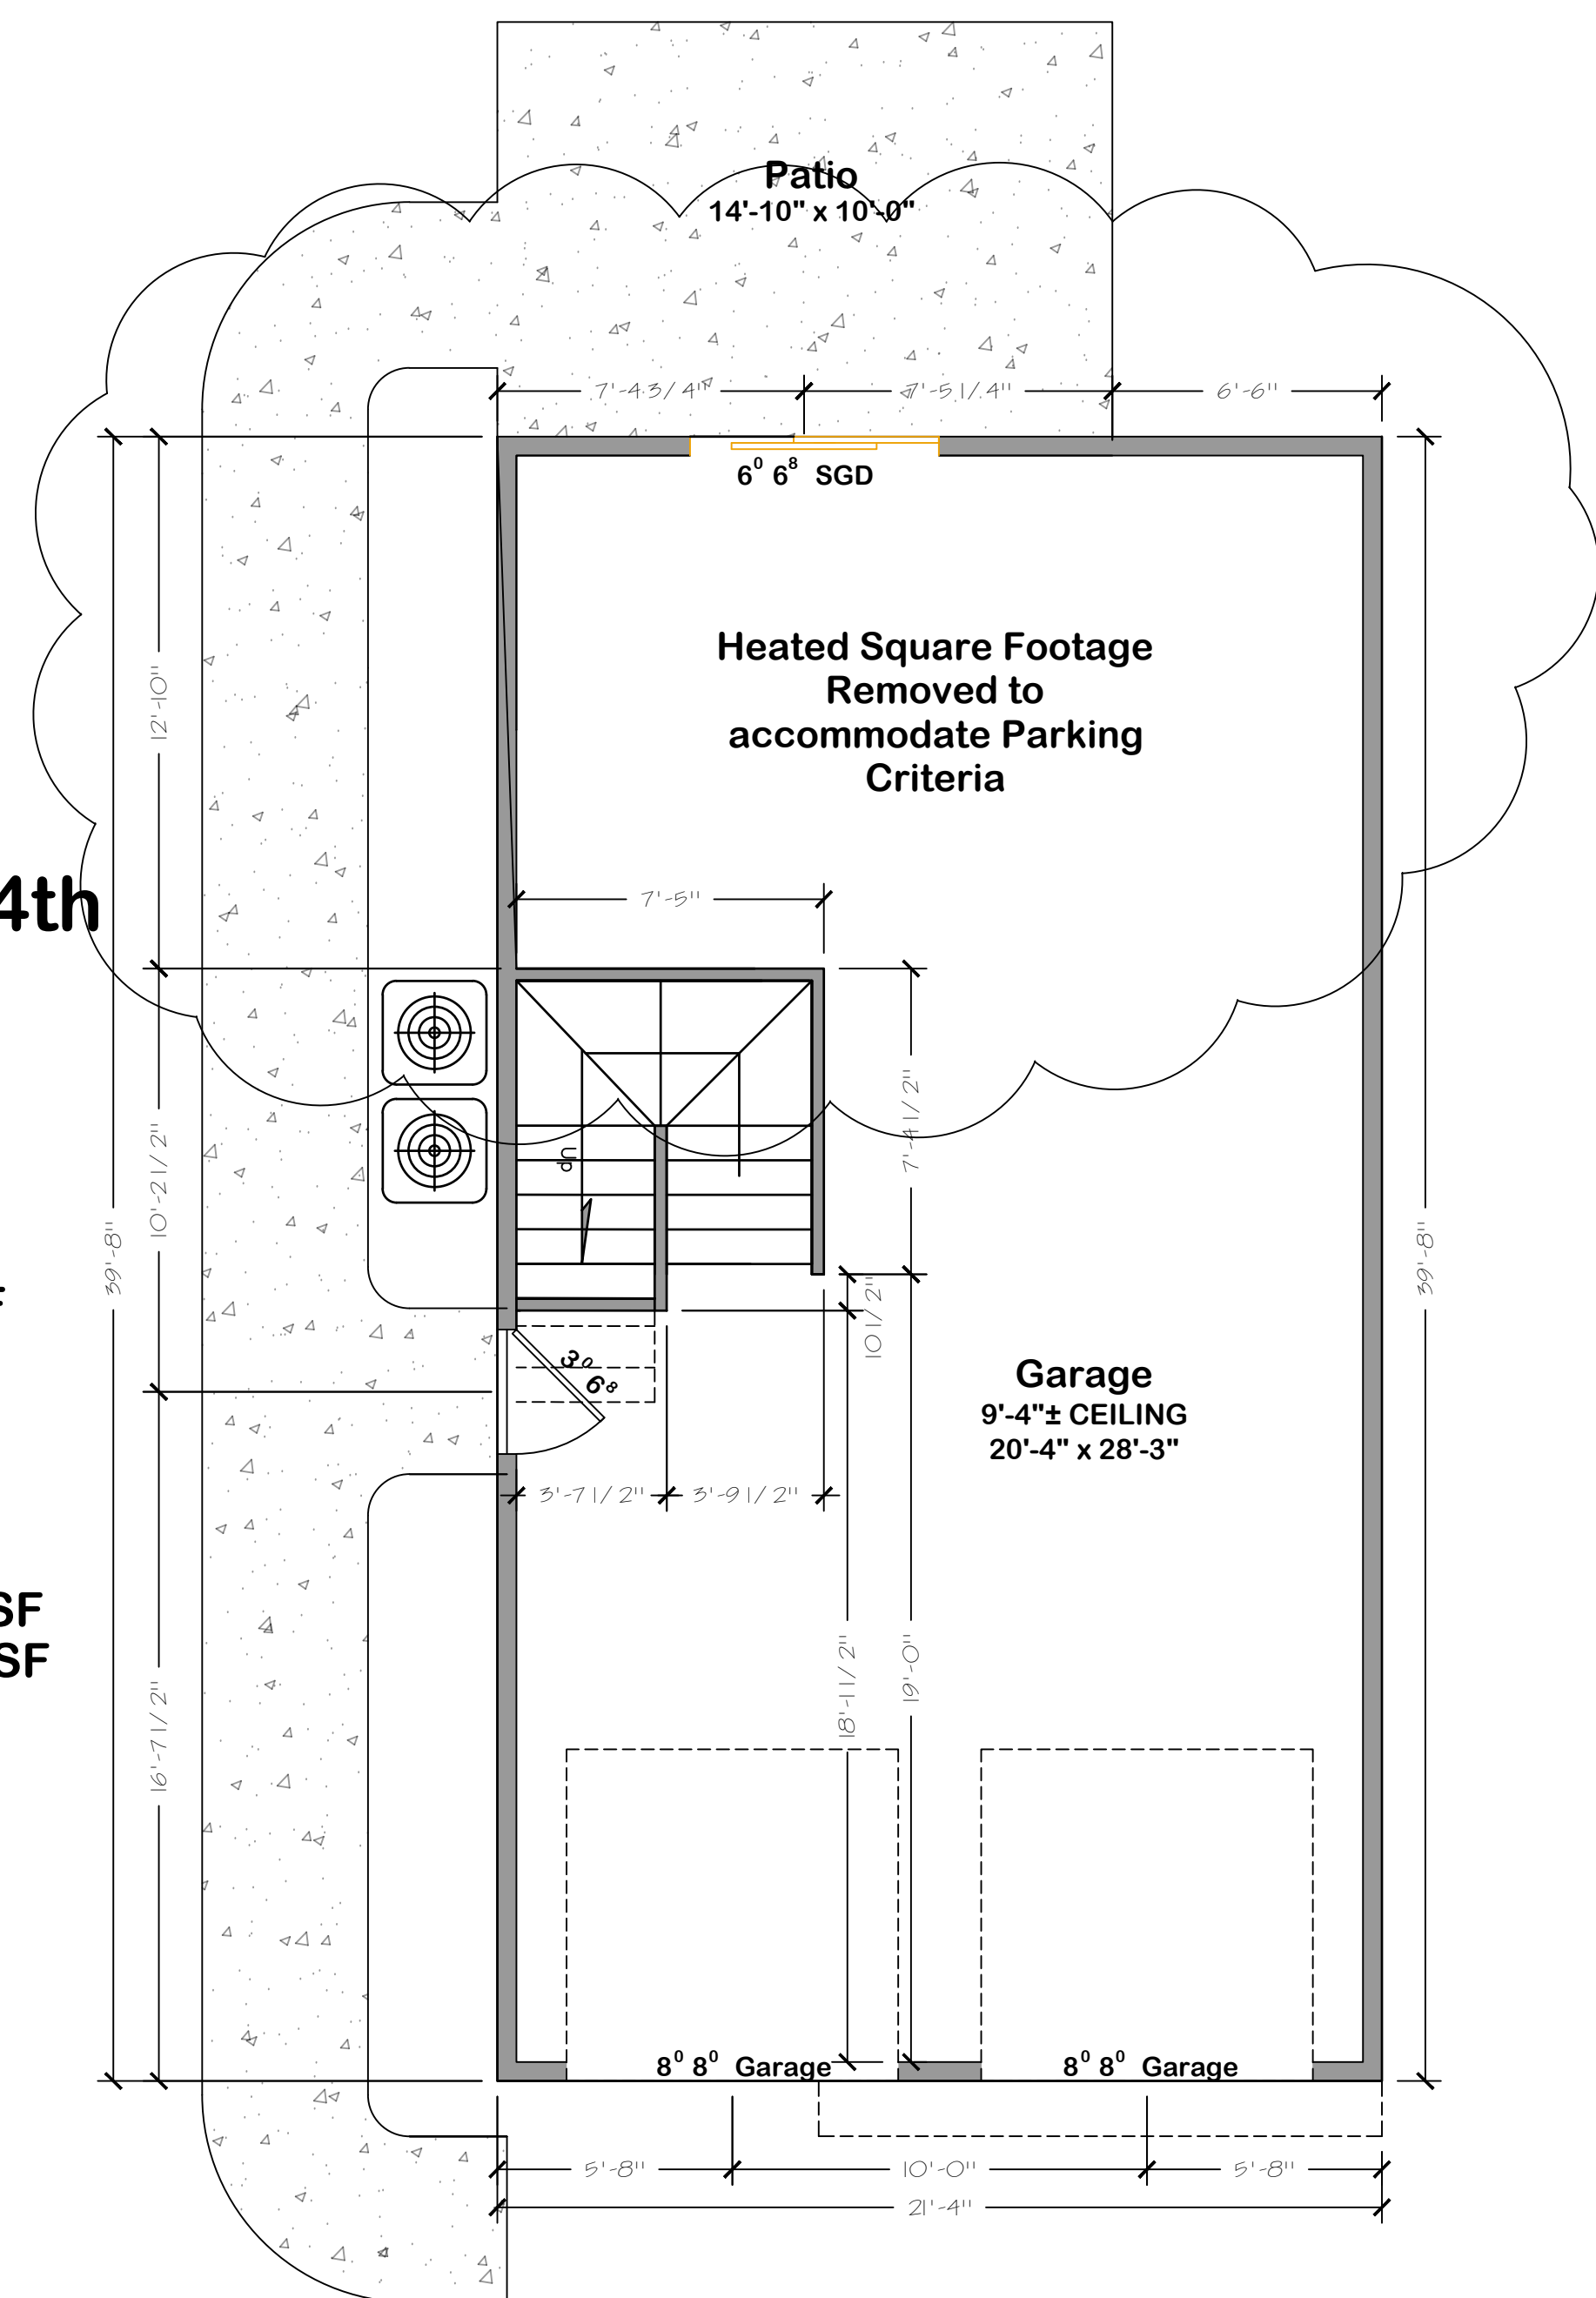 Patio
14'-10" x 10'-0"
7'-4 3/4"
7'-5 1/4"
6'-6"
6⁰ 6⁸ SGD
Heated Square Footage
Removed to
accommodate Parking
Criteria
12'-10"
7'-5"
4th
7'-4 1/2"
Up
10'-2 1/2"
39'-8"
39'-8"
10 1/2"
3⁰ 6⁸
Garage
9'-4"± CEILING
20'-4" x 28'-3"
3'-7 1/2"
3'-9 1/2"
SF
SF
18'-1 1/2"
19'-0"
16'-7 1/2"
8⁰ 8⁰ Garage
8⁰ 8⁰ Garage
5'-8"
10'-0"
5'-8"
21'-4"